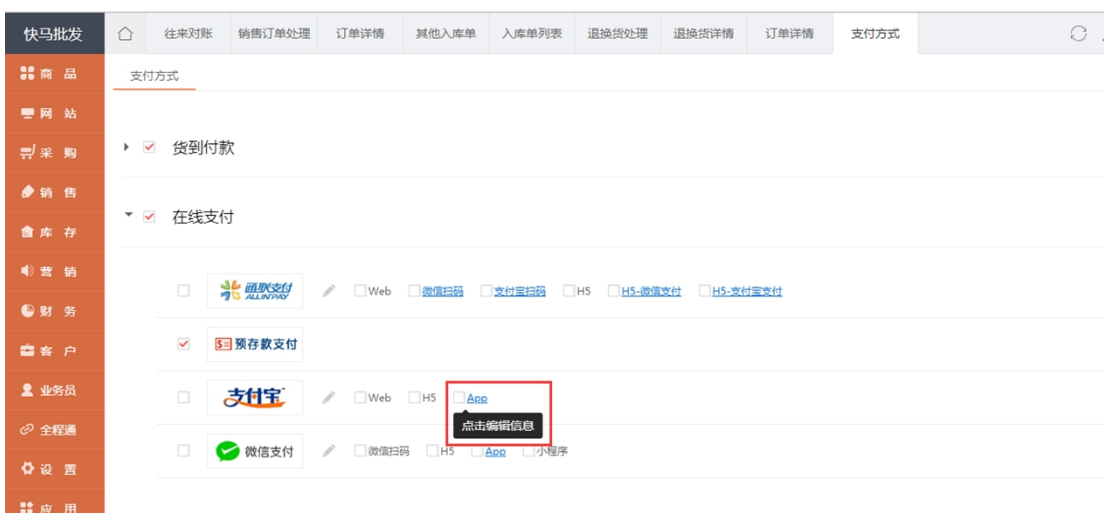 快马批发 往来对账 销售订单处理 订单详情 其他入库单 入库单列表 退换货处理 退换货详情 订单详情 支付方式
商 品
支付方式
网 站
采 购
货到付款
销 售
在线支付
库 存
营 销
通联支付 ALLINPAY Web 微信扫码 支付宝扫码 H5 H5-微信支付 H5-支付宝支付
财 务
预存款支付
客 户
支付宝 Web H5 App
业务员
点击编辑信息
全程通
微信支付 微信扫码 H5 App 小程序
设 置
应 用